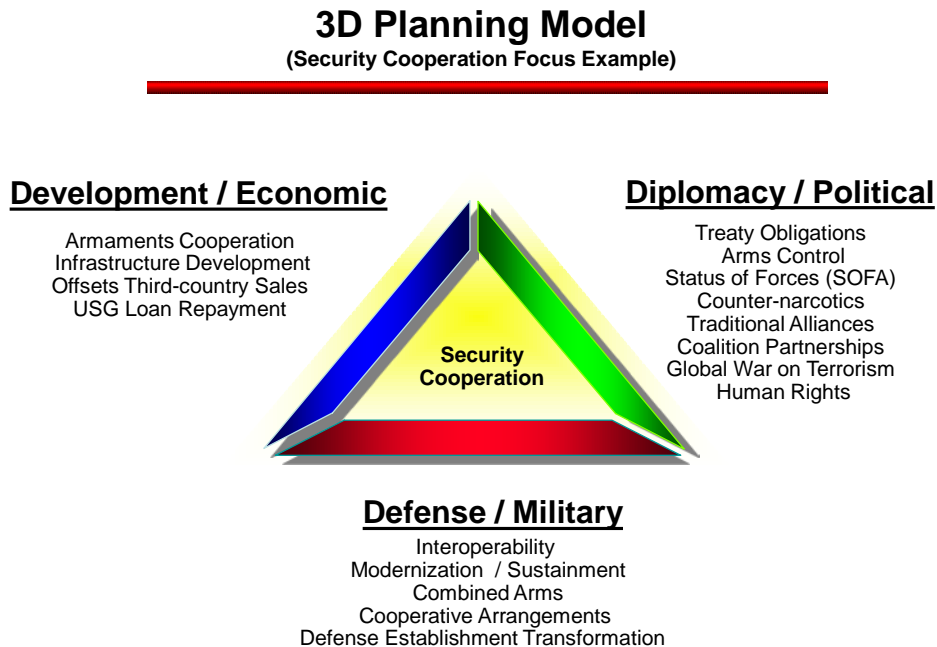 3D Planning Model
(Security Cooperation Focus Example)
Development / Economic
Armaments Cooperation
Infrastructure Development
Offsets Third-country Sales
USG Loan Repayment
Diplomacy / Political
Treaty Obligations
Arms Control
Status of Forces (SOFA)
Counter-narcotics
Traditional Alliances
Coalition Partnerships
Global War on Terrorism
Human Rights
Security
Cooperation
Defense / Military
Interoperability
Modernization / Sustainment
Combined Arms
Cooperative Arrangements
Defense Establishment Transformation